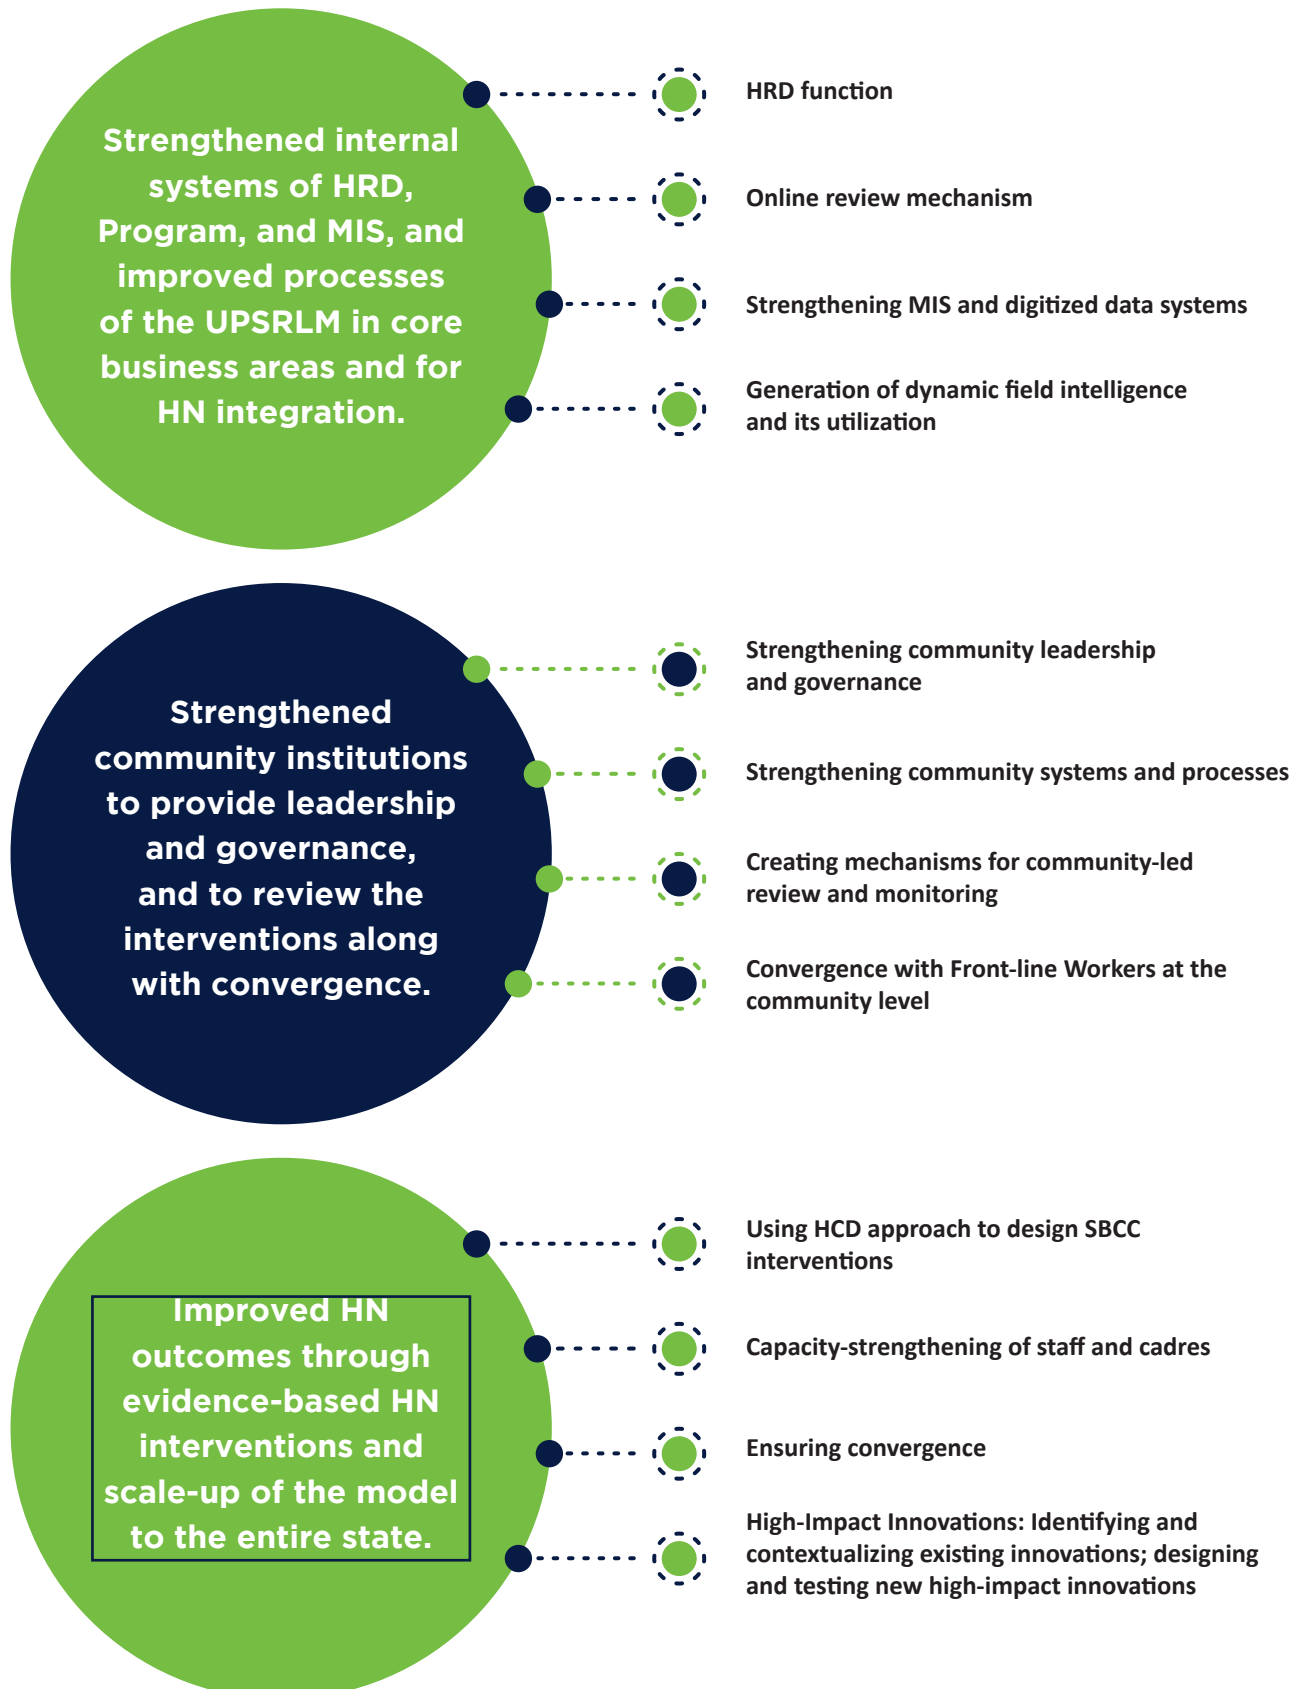 Strengthened internal
systems of HRD,
Program, and MIS, and
improved processes
of the UPSRLM in core
business areas and for
HN integration.
HRD function
Online review mechanism
Strengthening MIS and digitized data systems
Generation of dynamic field intelligence
and its utilization
Strengthened
community institutions
to provide leadership
and governance,
and to review the
interventions along
with convergence.
Strengthening community leadership
and governance
Strengthening community systems and processes
Creating mechanisms for community-led
review and monitoring
Convergence with Front-line Workers at the
community level
Improved HN
outcomes through
evidence-based HN
interventions and
scale-up of the model
to the entire state.
Using HCD approach to design SBCC
interventions
Capacity-strengthening of staff and cadres
Ensuring convergence
High-Impact Innovations: Identifying and
contextualizing existing innovations; designing
and testing new high-impact innovations